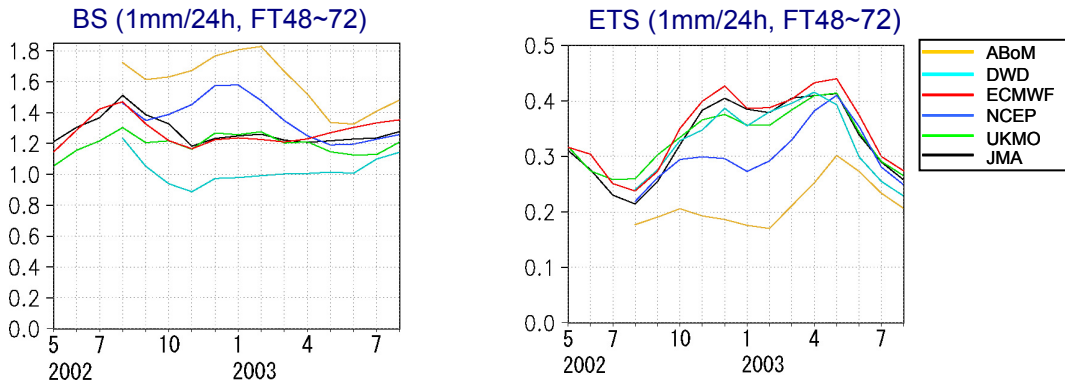 BS (1mm/24h, FT48~72)
1.8
1.6
1.4
1.2
1.0
0.8
0.6
0.4
0.2
0.0
5 7 10 1 4 7
2002 2003
ETS (1mm/24h, FT48~72)
0.5
0.4
0.3
0.2
0.1
0.0
5 7 10 1 4 7
2002 2003
ABoM
DWD
ECMWF
NCEP
UKMO
JMA